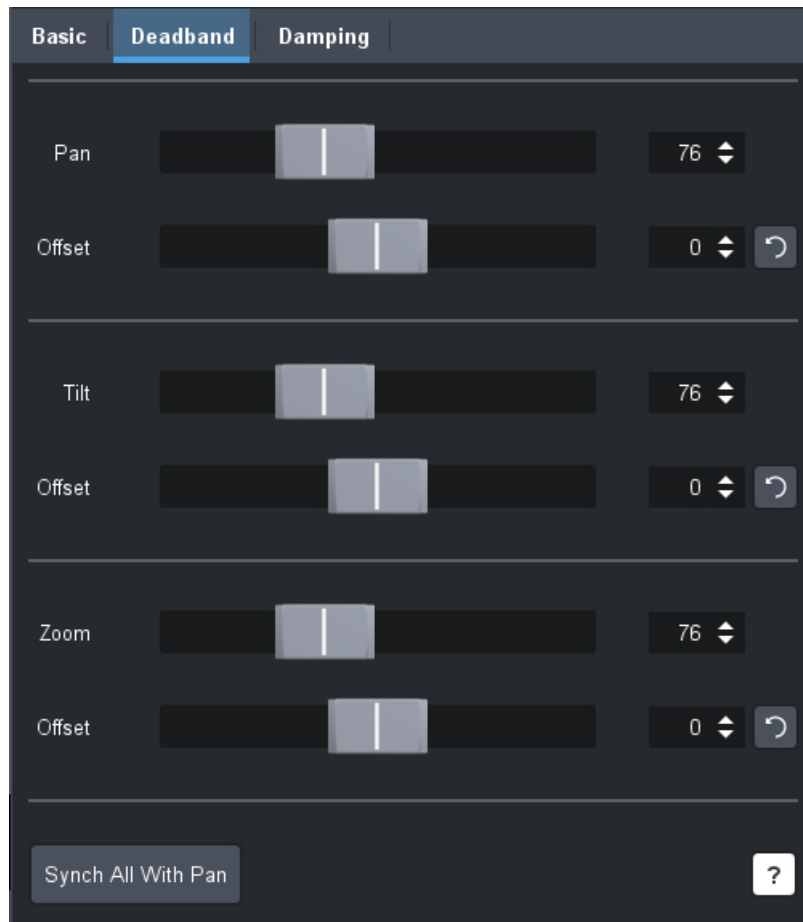 Basic Deadband Damping
Pan 76
Offset 0
Tilt 76
Offset 0
Zoom 76
Offset 0
Synch All With Pan ?